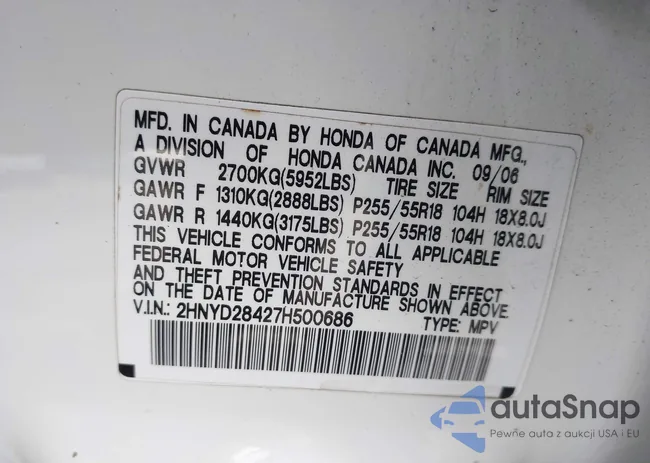 MFD. IN CANADA BY HONDA OF CANADA MFG.,
A DIVISION OF HONDA CANADA INC. 09/06
GVWR 2700KG(5952LBS) TIRE SIZE RIM SIZE
GAWR F 1310KG(2888LBS) P255/55R18 104H 18X8.0J
GAWR R 1440KG(3175LBS) P255/55R18 104H 18X8.0J
THIS VEHICLE CONFORMS TO ALL APPLICABLE
FEDERAL MOTOR VEHICLE SAFETY
AND THEFT PREVENTION STANDARDS IN EFFECT
ON THE DATE OF MANUFACTURE SHOWN ABOVE.
V.I.N.: 2HNYD28427H500686 TYPE: MPV
autaSnap
Pewne auta z aukcji USA i EU